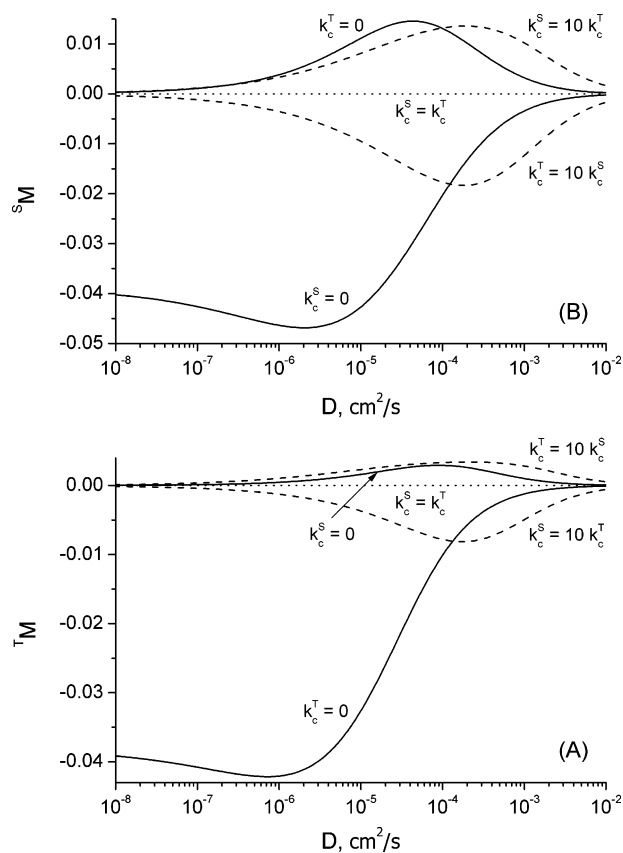 k_c^T = 0
k_c^S = 10 k_c^T
0.01
0.00
k_c^S = k_c^T
-0.01
k_c^T = 10 k_c^S
-0.02
^SM
-0.03
-0.04
k_c^S = 0
(B)
-0.05
10^-8 10^-7 10^-6 10^-5 10^-4 10^-3 10^-2
D, cm^2/s
k_c^T = 10 k_c^S
0.00
k_c^S = k_c^T
k_c^S = 0
k_c^S = 10 k_c^T
-0.01
^TM
-0.02
-0.03
k_c^T = 0
-0.04
(A)
10^-8 10^-7 10^-6 10^-5 10^-4 10^-3 10^-2
D, cm^2/s